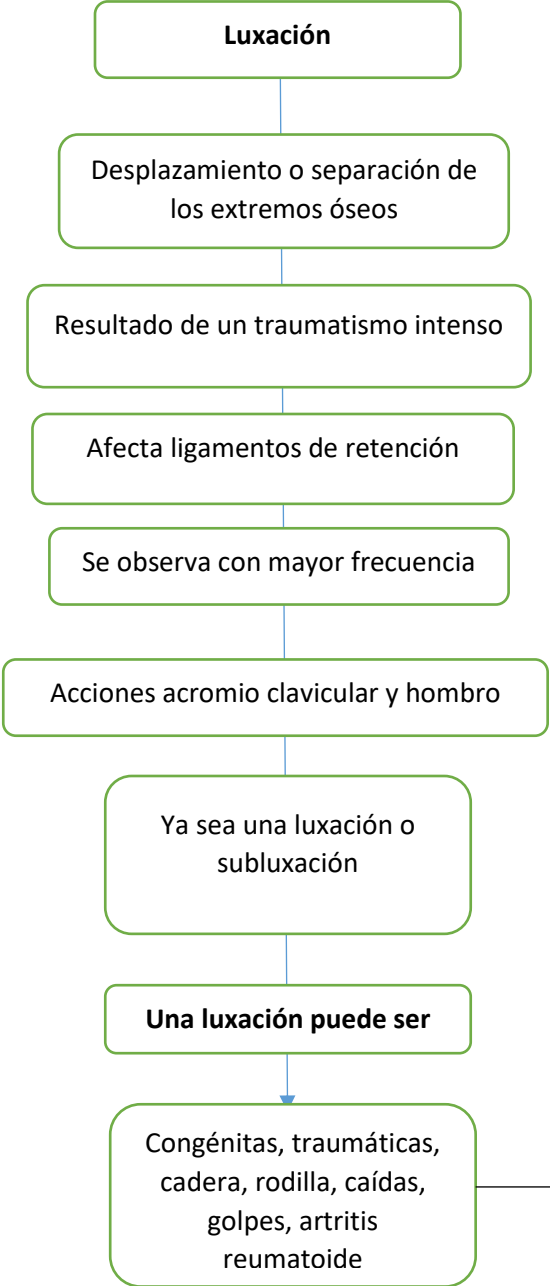 Luxación
Desplazamiento o separación de
los extremos óseos
Resultado de un traumatismo intenso
Afecta ligamentos de retención
Se observa con mayor frecuencia
Acciones acromio clavicular y hombro
Ya sea una luxación o
subluxación
Una luxación puede ser
Congénitas, traumáticas,
cadera, rodilla, caídas,
golpes, artritis
reumatoide